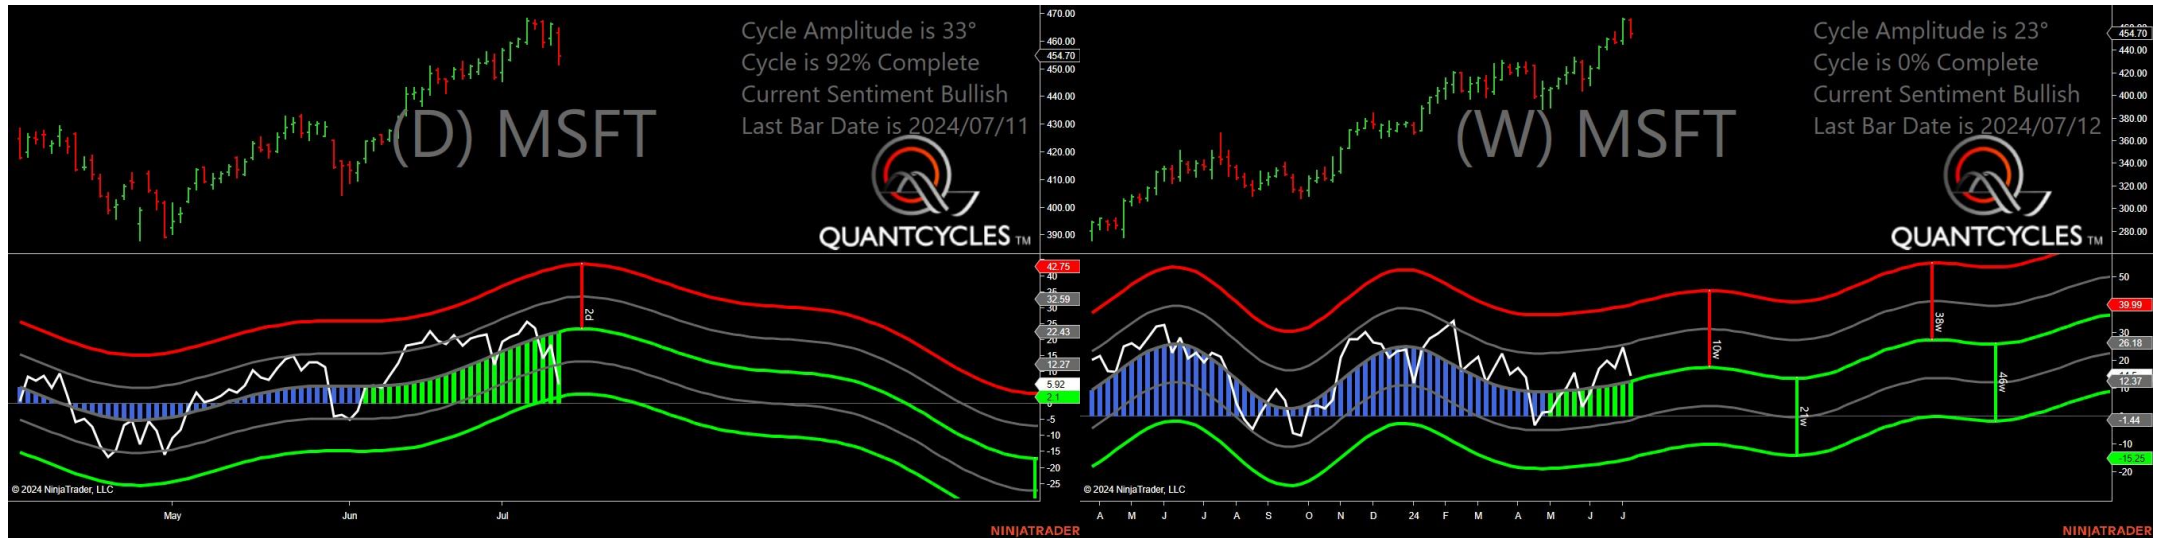 Cycle Amplitude is 33°
Cycle is 92% Complete
Current Sentiment Bullish
Last Bar Date is 2024/07/11
(D) MSFT
QUANTCYCLES TM
470.00
460.00
454.70
450.00
440.00
430.00
420.00
410.00
400.00
390.00
42.75
40
35
32.59
30
25
22.43
20
15
12.27
10
5.92
2.1
-5
-10
-15
-20
-25
2d
© 2024 NinjaTrader, LLC
May
Jun
Jul
NINJATRADER
Cycle Amplitude is 23°
Cycle is 0% Complete
Current Sentiment Bullish
Last Bar Date is 2024/07/12
(W) MSFT
QUANTCYCLES TM
460.00
454.70
440.00
420.00
400.00
380.00
360.00
340.00
320.00
300.00
280.00
50
39.99
30
26.18
20
12.37
10
-1.44
-10
-15.25
-20
10w
21w
38w
46w
© 2024 NinjaTrader, LLC
A M J J A S O N D 24 F M A M J J
NINJATRADER